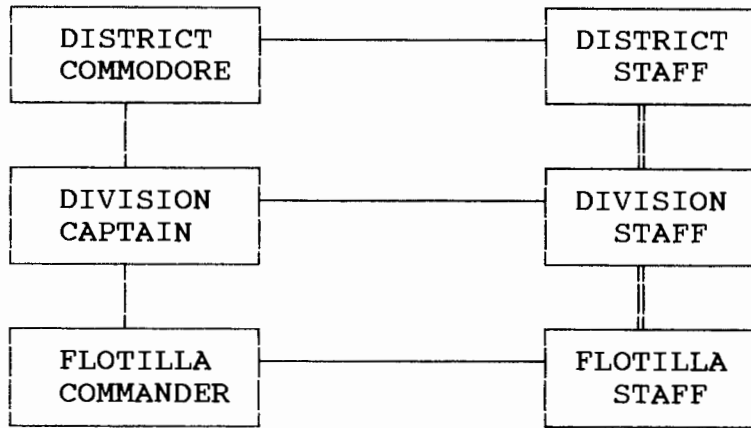 DISTRICT
COMMODORE
DISTRICT
STAFF
DIVISION
CAPTAIN
DIVISION
STAFF
FLOTILLA
COMMANDER
FLOTILLA
STAFF